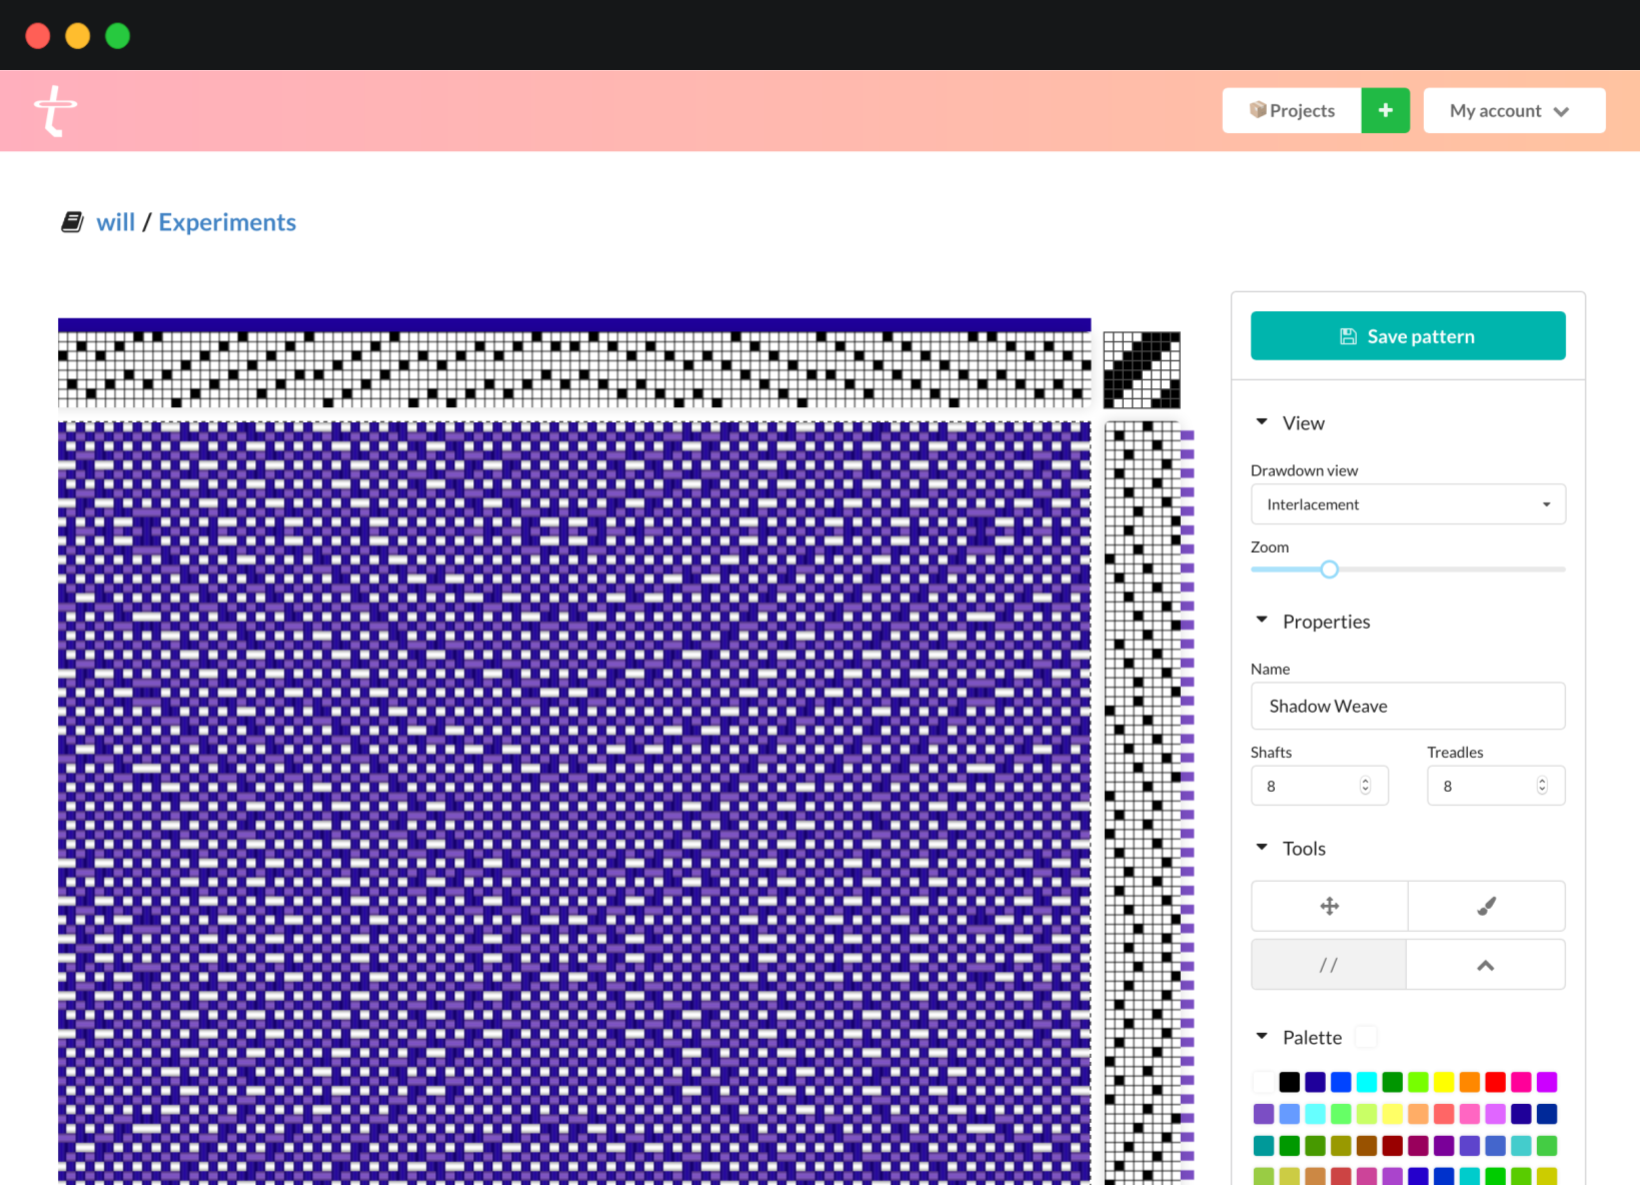 Projects
+
My account
will / Experiments
Save pattern
View
Drawdown view
Interlacement
Zoom
Properties
Name
Shadow Weave
Shafts
Treadles
8
8
Tools
//
Palette